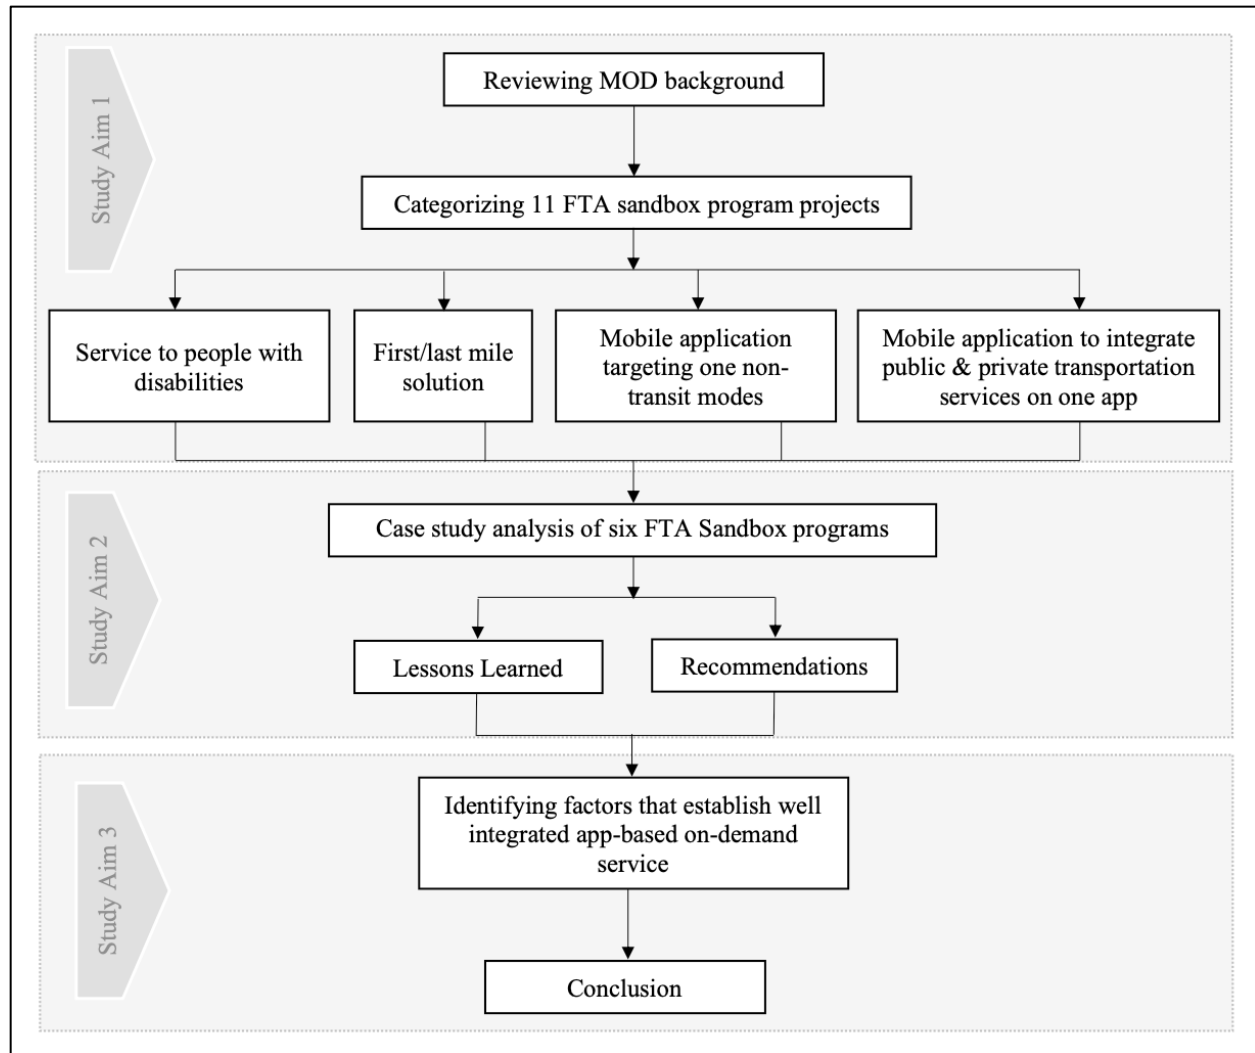 Study Aim 1
Reviewing MOD background
Categorizing 11 FTA sandbox program projects
Service to people with
disabilities
First/last mile
solution
Mobile application
targeting one non-
transit modes
Mobile application to integrate
public & private transportation
services on one app
Study Aim 2
Case study analysis of six FTA Sandbox programs
Lessons Learned
Recommendations
Study Aim 3
Identifying factors that establish well
integrated app-based on-demand
service
Conclusion